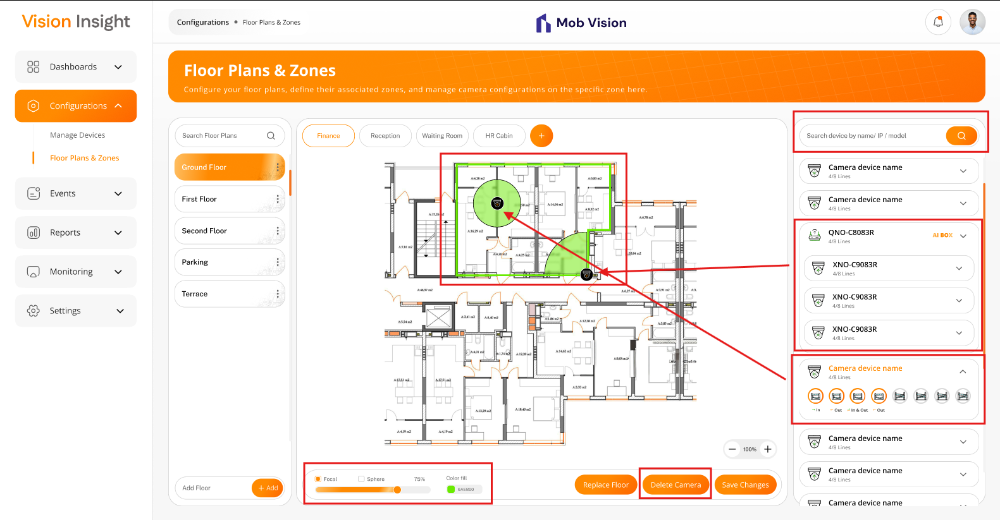 Vision Insight
Configurations • Floor Plans & Zones
Mob Vision
Dashboards
Configurations
Manage Devices
Floor Plans & Zones
Events
Reports
Monitoring
Settings
Floor Plans & Zones
Configure your floor plans, define their associated zones, and manage camera configurations on the specific zone here.
Search Floor Plans
Ground Floor
First Floor
Second Floor
Parking
Terrace
Add Floor
+ Add
Finance
Reception
Waiting Room
HR Cabin
+
A:6,28 m2
A:3,83 m2
A:14,04 m2
A:8,32 m2
A:15,26 m2
A:16,29 m2
A:7,81 m2
A:4,20 m2
A:4,25 m2
A:6,78 m2
A:20,84 m2
A:46,97 m2
A:6,27 m2
A:3,91 m2
A:5,54 m2
A:3,41 m2
A:3,40 m2
A:1,86 m2
A:12,38 m2
A:3,85 m2
A:4,01 m2
A:1,74 m2
A:12,20 m2
A:14,62 m2
A:17,51 m2
A:17,51 m2
A:3,33 m2
A:13,29 m2
A:18,40 m2
A:4,19 m2
A:4,19 m2
100%
Focal
Sphere
75%
Color fill
6AE800
Replace Floor
Delete Camera
Save Changes
Search device by name/ IP / model
Camera device name
4/8 Lines
Camera device name
4/8 Lines
QNO-C8083R
4/8 Lines
AI BOX
XNO-C9083R
4/8 Lines
XNO-C9083R
4/8 Lines
XNO-C9083R
4/8 Lines
Camera device name
4/8 Lines
→ In
← Out
In & Out
← Out
Camera device name
4/8 Lines
Camera device name
4/8 Lines
Camera device name